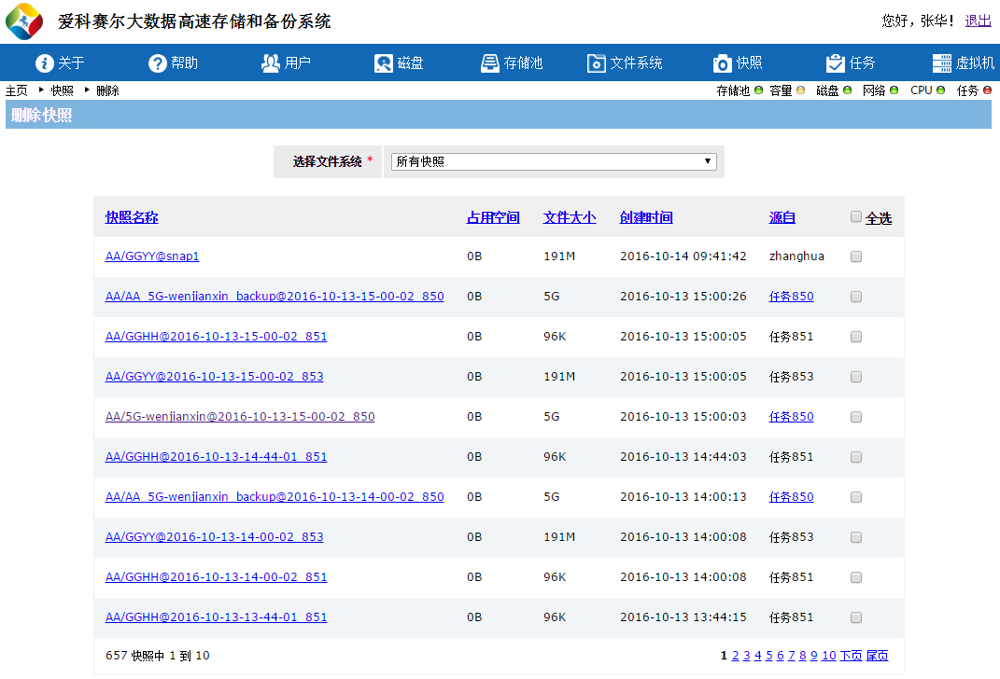 爱科赛尔大数据高速存储和备份系统 您好，张华！ 退出
关于 帮助 用户 磁盘 存储池 文件系统 快照 任务 虚拟机
主页 ▸ 快照 ▸ 删除 存储池 容量 磁盘 网络 CPU 任务
删除快照
选择文件系统 * 所有快照
快照名称 占用空间 文件大小 创建时间 源自 全选
AA/GGYY@snap1 0B 191M 2016-10-14 09:41:42 zhanghua
AA/AA_5G-wenjianxin_backup@2016-10-13-15-00-02_850 0B 5G 2016-10-13 15:00:26 任务850
AA/GGHH@2016-10-13-15-00-02_851 0B 96K 2016-10-13 15:00:05 任务851
AA/GGYY@2016-10-13-15-00-02_853 0B 191M 2016-10-13 15:00:05 任务853
AA/5G-wenjianxin@2016-10-13-15-00-02_850 0B 5G 2016-10-13 15:00:03 任务850
AA/GGHH@2016-10-13-14-44-01_851 0B 96K 2016-10-13 14:44:03 任务851
AA/AA_5G-wenjianxin_backup@2016-10-13-14-00-02_850 0B 5G 2016-10-13 14:00:13 任务850
AA/GGYY@2016-10-13-14-00-02_853 0B 191M 2016-10-13 14:00:08 任务853
AA/GGHH@2016-10-13-14-00-02_851 0B 96K 2016-10-13 14:00:08 任务851
AA/GGHH@2016-10-13-13-44-01_851 0B 96K 2016-10-13 13:44:15 任务851
657 快照中 1 到 10 1 2 3 4 5 6 7 8 9 10 下页 尾页